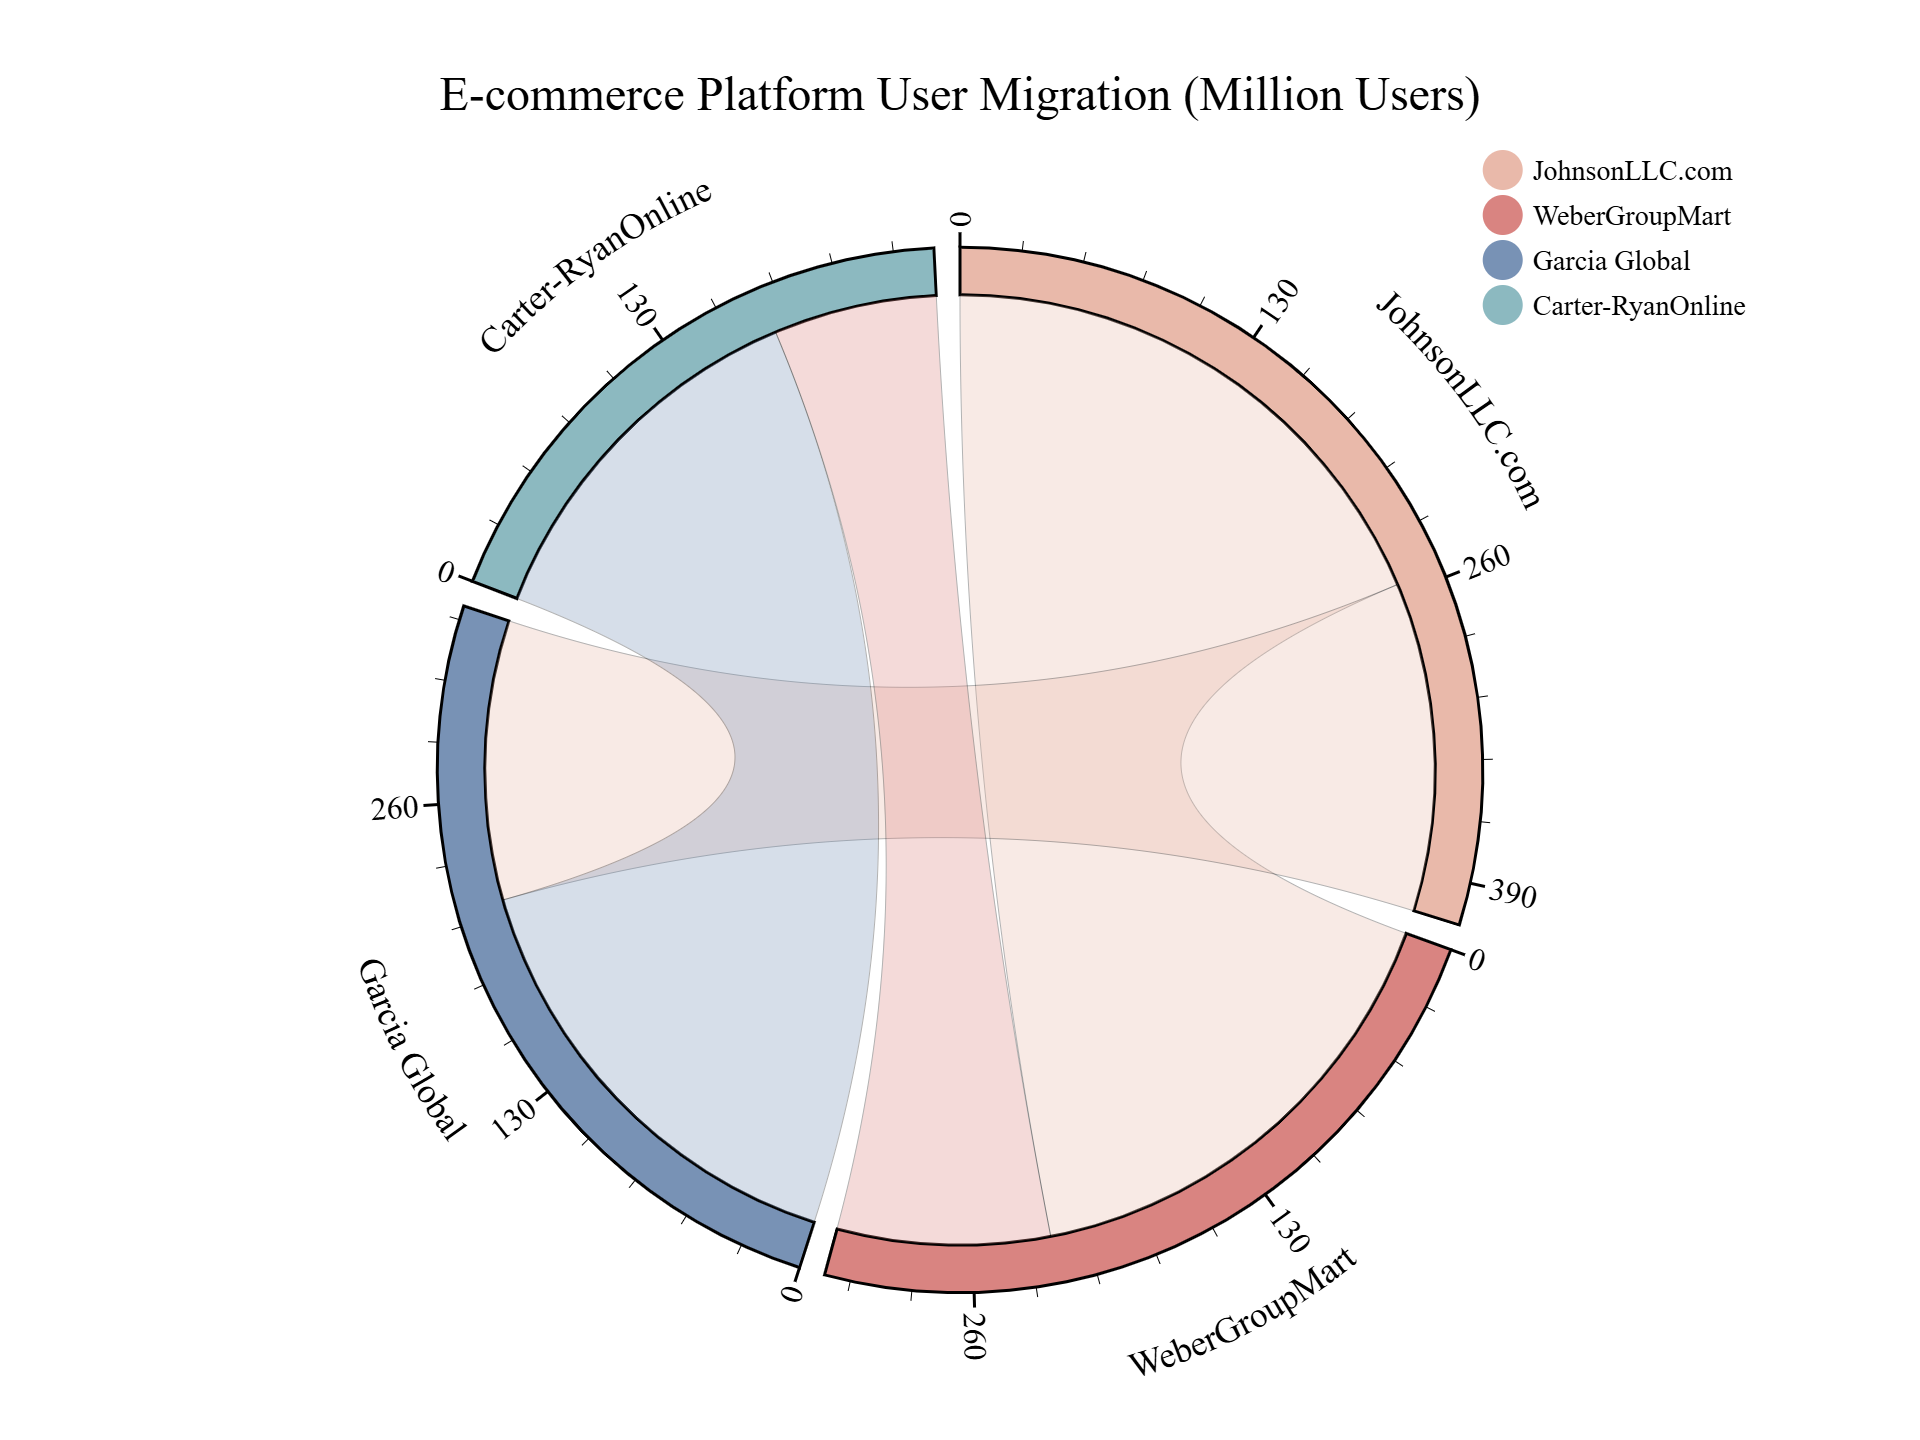 E-commerce Platform User Migration (Million Users)
JohnsonLLC.com
WeberGroupMart
Garcia Global
Carter-RyanOnline
0
130
260
390
JohnsonLLC.com
0
130
260
WeberGroupMart
0
130
260
Garcia Global
0
130
Carter-RyanOnline